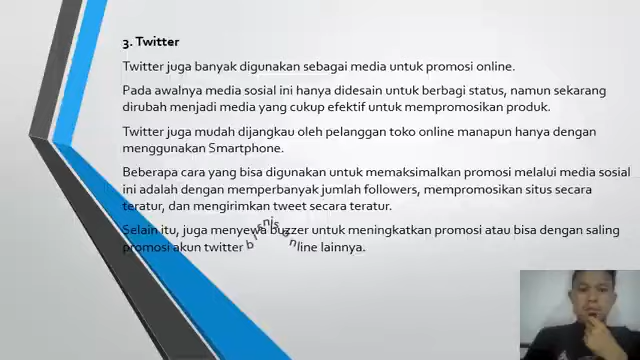 3. Twitter
Twitter juga banyak digunakan sebagai media untuk promosi online.
Pada awalnya media sosial ini hanya didesain untuk berbagi status, namun sekarang
dirubah menjadi media yang cukup efektif untuk mempromosikan produk.
Twitter juga mudah dijangkau oleh pelanggan toko online manapun hanya dengan
menggunakan Smartphone.
Beberapa cara yang bisa digunakan untuk memaksimalkan promosi melalui media sosial
ini adalah dengan memperbanyak jumlah followers, mempromosikan situs secara
teratur, dan mengirimkan tweet secara teratur.
Selain itu, juga menyewa buzzer untuk meningkatkan promosi atau bisa dengan saling
promosi akun twitter bisnis online lainnya.